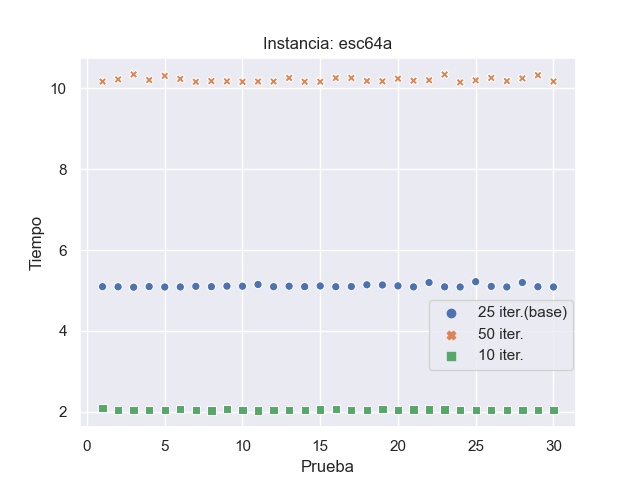 Instancia: esc64a
10
8
6
4
2
Tiempo
25 iter.(base)
50 iter.
10 iter.
0 5 10 15 20 25 30
Prueba